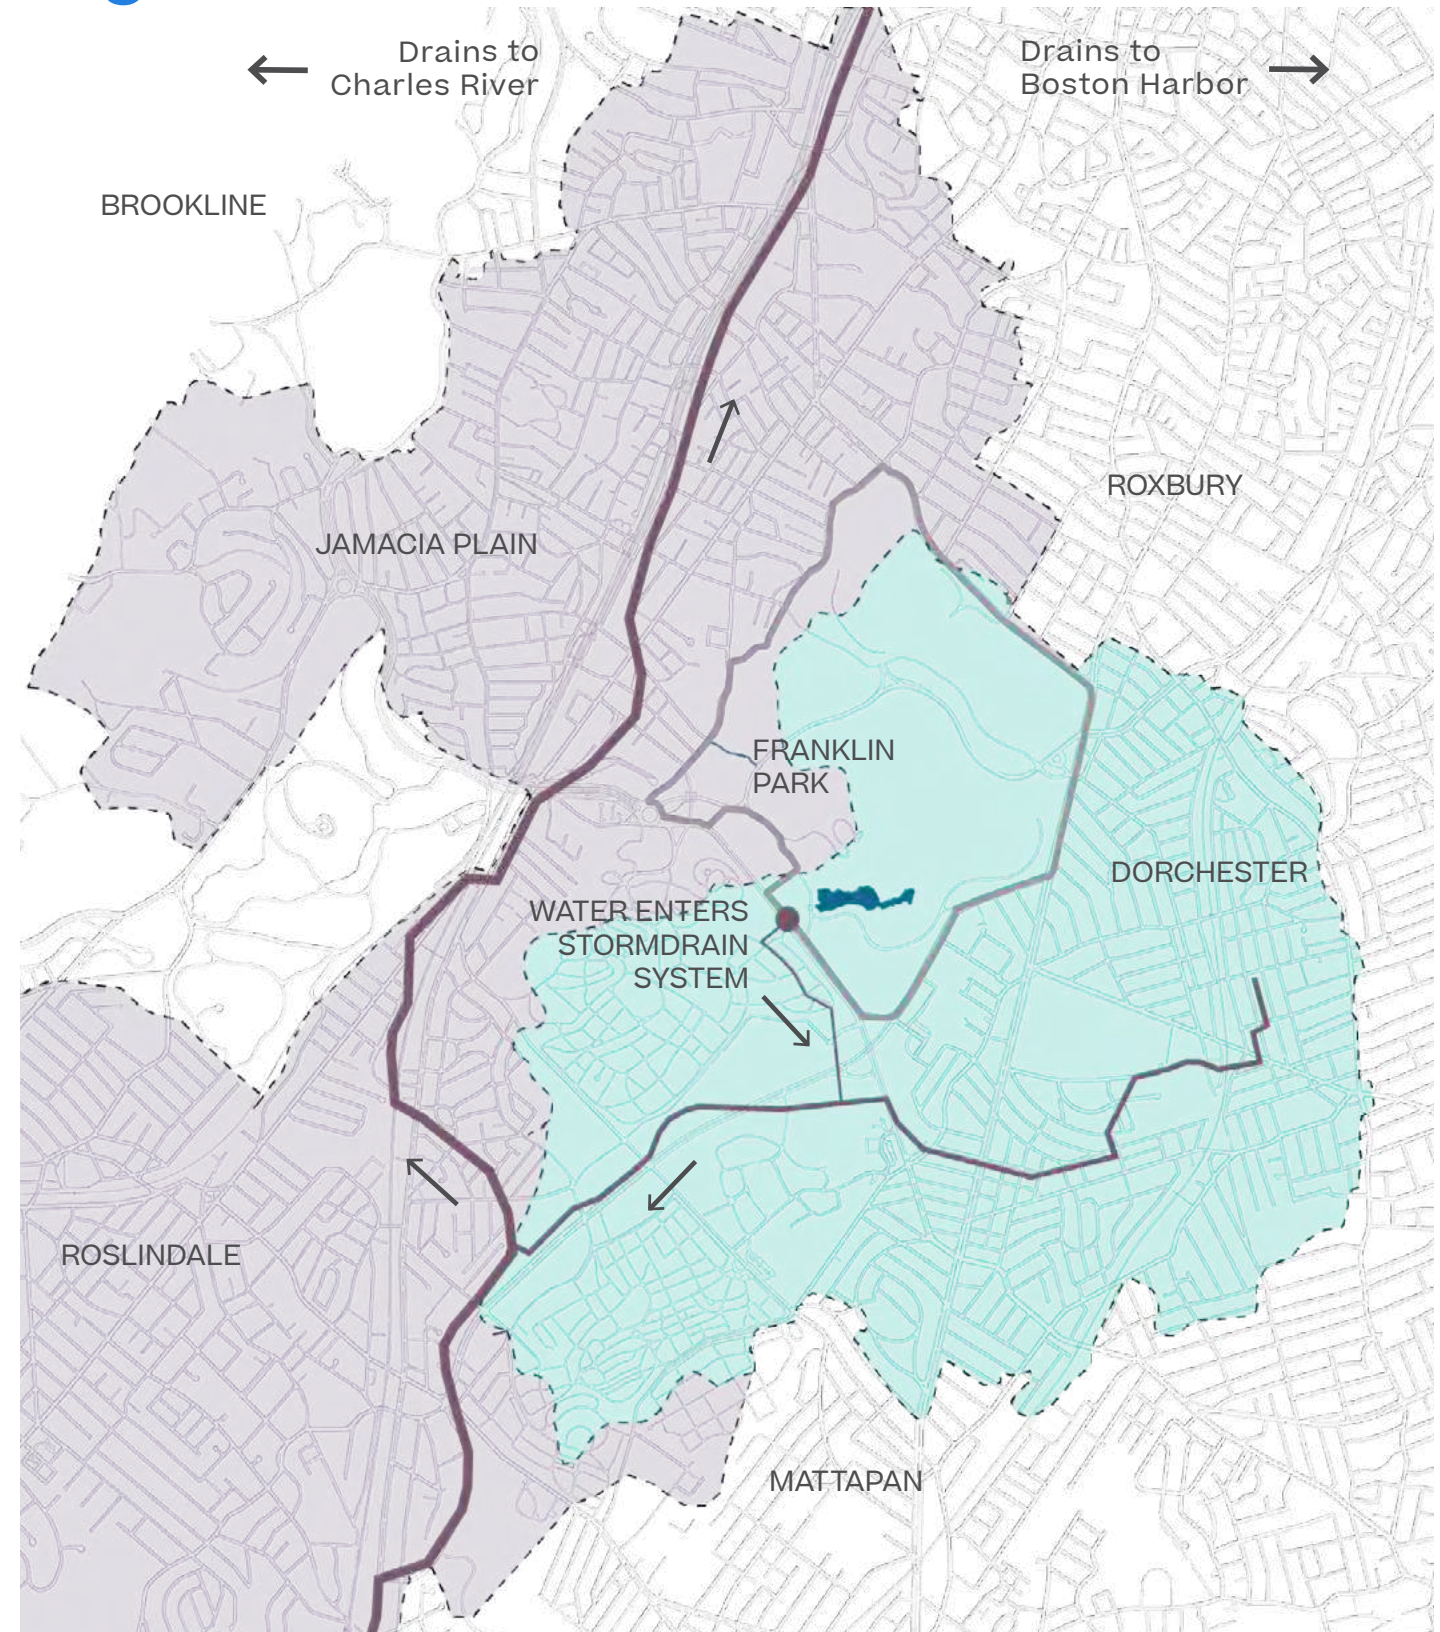 Drains to
Charles River
Drains to
Boston Harbor
BROOKLINE
ROXBURY
JAMACIA PLAIN
FRANKLIN
PARK
DORCHESTER
WATER ENTERS
STORMDRAIN
SYSTEM
ROSLINDALE
MATTAPAN